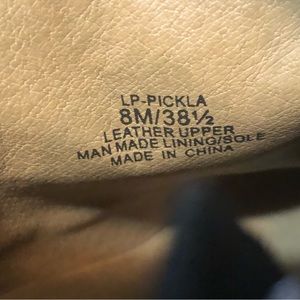 LP-PICKLA
8M/38½
LEATHER UPPER
MAN MADE LINING/SOLE
MADE IN CHINA